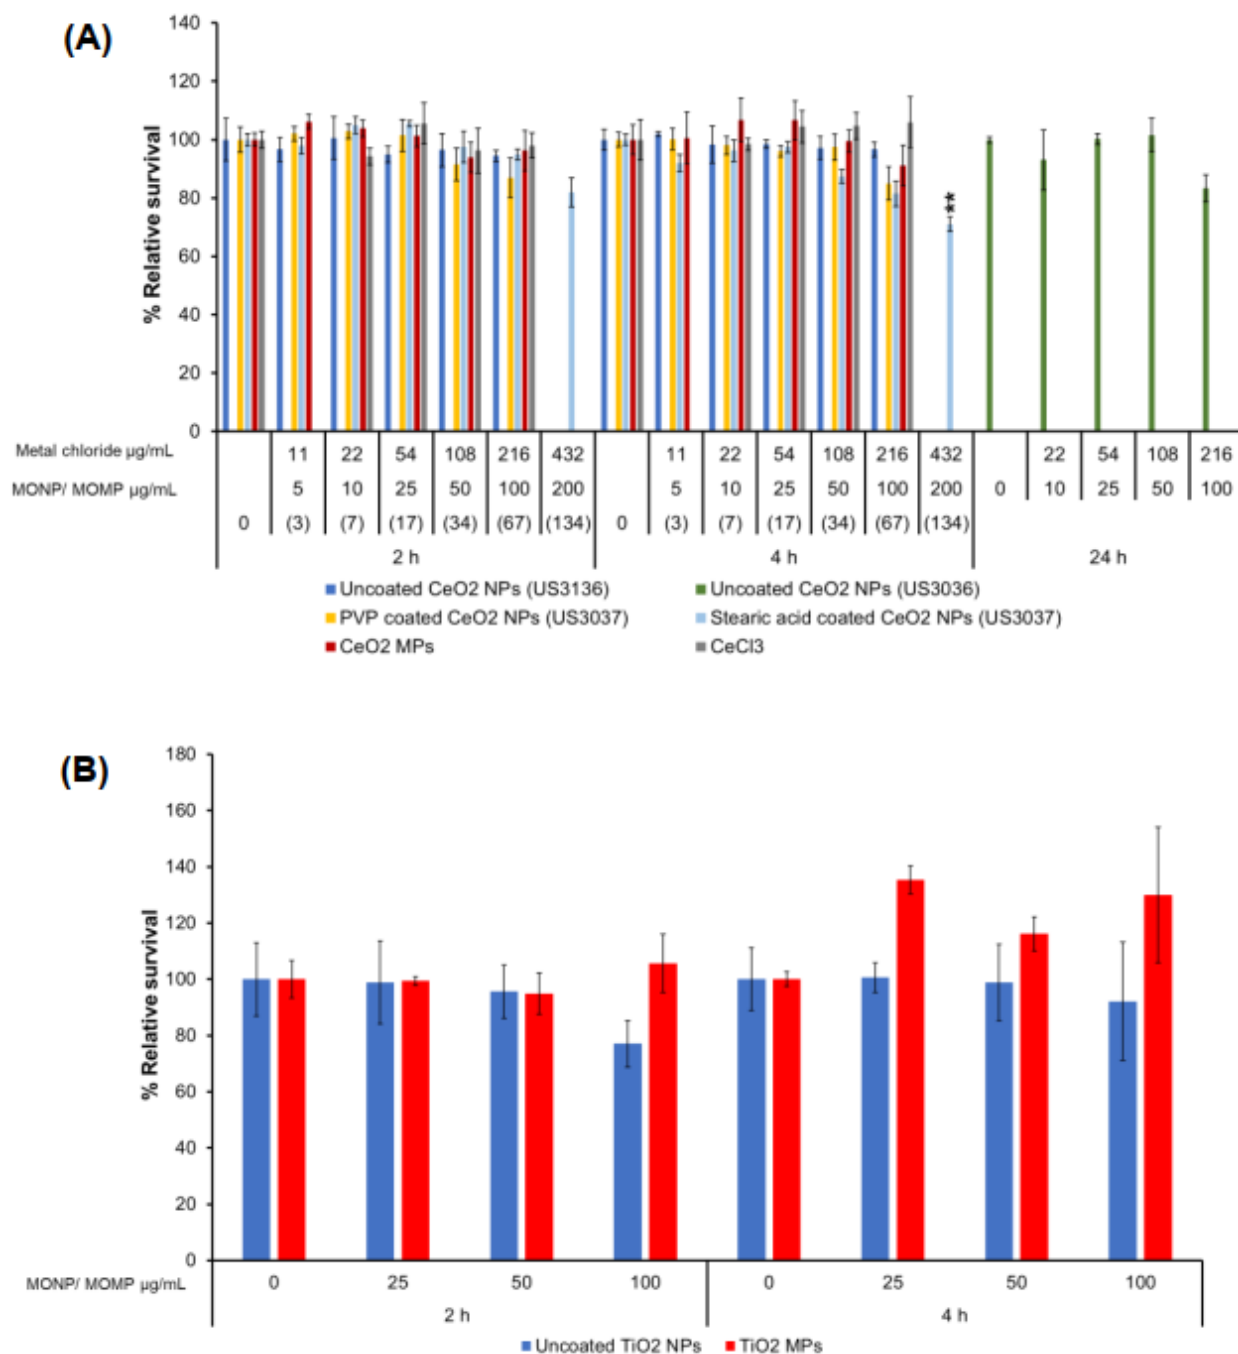 (A)
% Relative survival
140
120
100
80
60
40
20
0
**
Metal chloride µg/mL 11 22 54 108 216 432 11 22 54 108 216 432 22 54 108 216
MONP/ MOMP µg/mL 5 10 25 50 100 200 5 10 25 50 100 200 0 10 25 50 100
0 (3) (7) (17) (34) (67) (134) 0 (3) (7) (17) (34) (67) (134)
2 h 4 h 24 h
Uncoated CeO2 NPs (US3136) Uncoated CeO2 NPs (US3036)
PVP coated CeO2 NPs (US3037) Stearic acid coated CeO2 NPs (US3037)
CeO2 MPs CeCl3
(B)
% Relative survival
180
160
140
120
100
80
60
40
20
0
MONP/ MOMP µg/mL 0 25 50 100 0 25 50 100
2 h 4 h
Uncoated TiO2 NPs TiO2 MPs